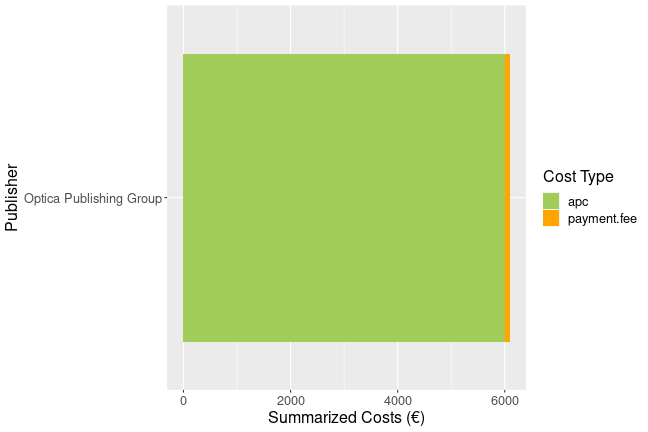 Publisher
Optica Publishing Group
0 2000 4000 6000
Summarized Costs (€)
Cost Type
apc
payment.fee